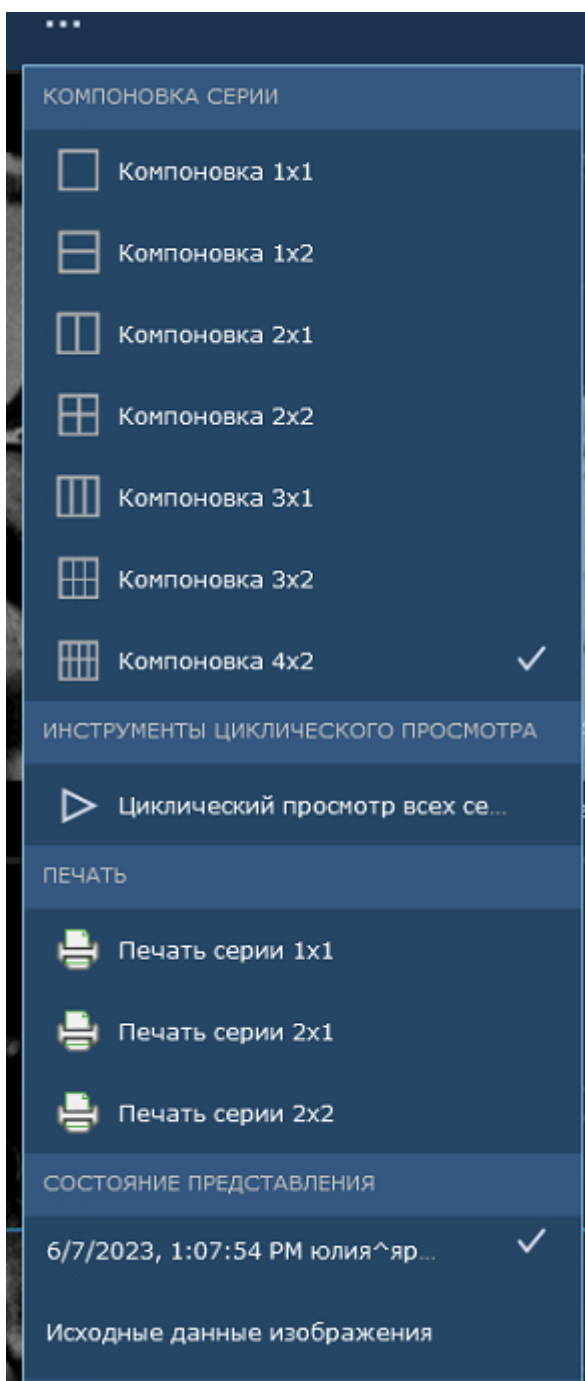 КОМПОНОВКА СЕРИИ
Компоновка 1x1
Компоновка 1x2
Компоновка 2x1
Компоновка 2x2
Компоновка 3x1
Компоновка 3x2
Компоновка 4x2
ИНСТРУМЕНТЫ ЦИКЛИЧЕСКОГО ПРОСМОТРА
Циклический просмотр всех се...
ПЕЧАТЬ
Печать серии 1x1
Печать серии 2x1
Печать серии 2x2
СОСТОЯНИЕ ПРЕДСТАВЛЕНИЯ
6/7/2023, 1:07:54 PM юлия^яр...
Исходные данные изображения